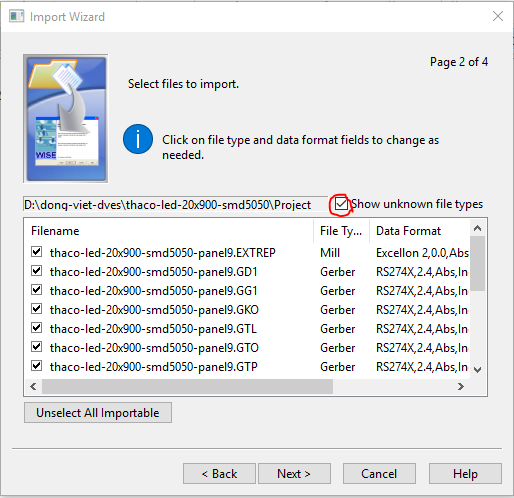 Import Wizard
Page 2 of 4
Select files to import.
Click on file type and data format fields to change as
needed.
WISE
D:\dong-viet-dves\thaco-led-20x900-smd5050\Project
Show unknown file types
Filename File Ty... Data Format
thaco-led-20x900-smd5050-panel9.EXTREP Mill Excellon 2,0.0,Abs
thaco-led-20x900-smd5050-panel9.GD1 Gerber RS274X,2.4,Abs,In
thaco-led-20x900-smd5050-panel9.GG1 Gerber RS274X,2.4,Abs,In
thaco-led-20x900-smd5050-panel9.GKO Gerber RS274X,2.4,Abs,In
thaco-led-20x900-smd5050-panel9.GTL Gerber RS274X,2.4,Abs,In
thaco-led-20x900-smd5050-panel9.GTO Gerber RS274X,2.4,Abs,In
thaco-led-20x900-smd5050-panel9.GTP Gerber RS274X,2.4,Abs,In
Unselect All Importable
< Back Next > Cancel Help